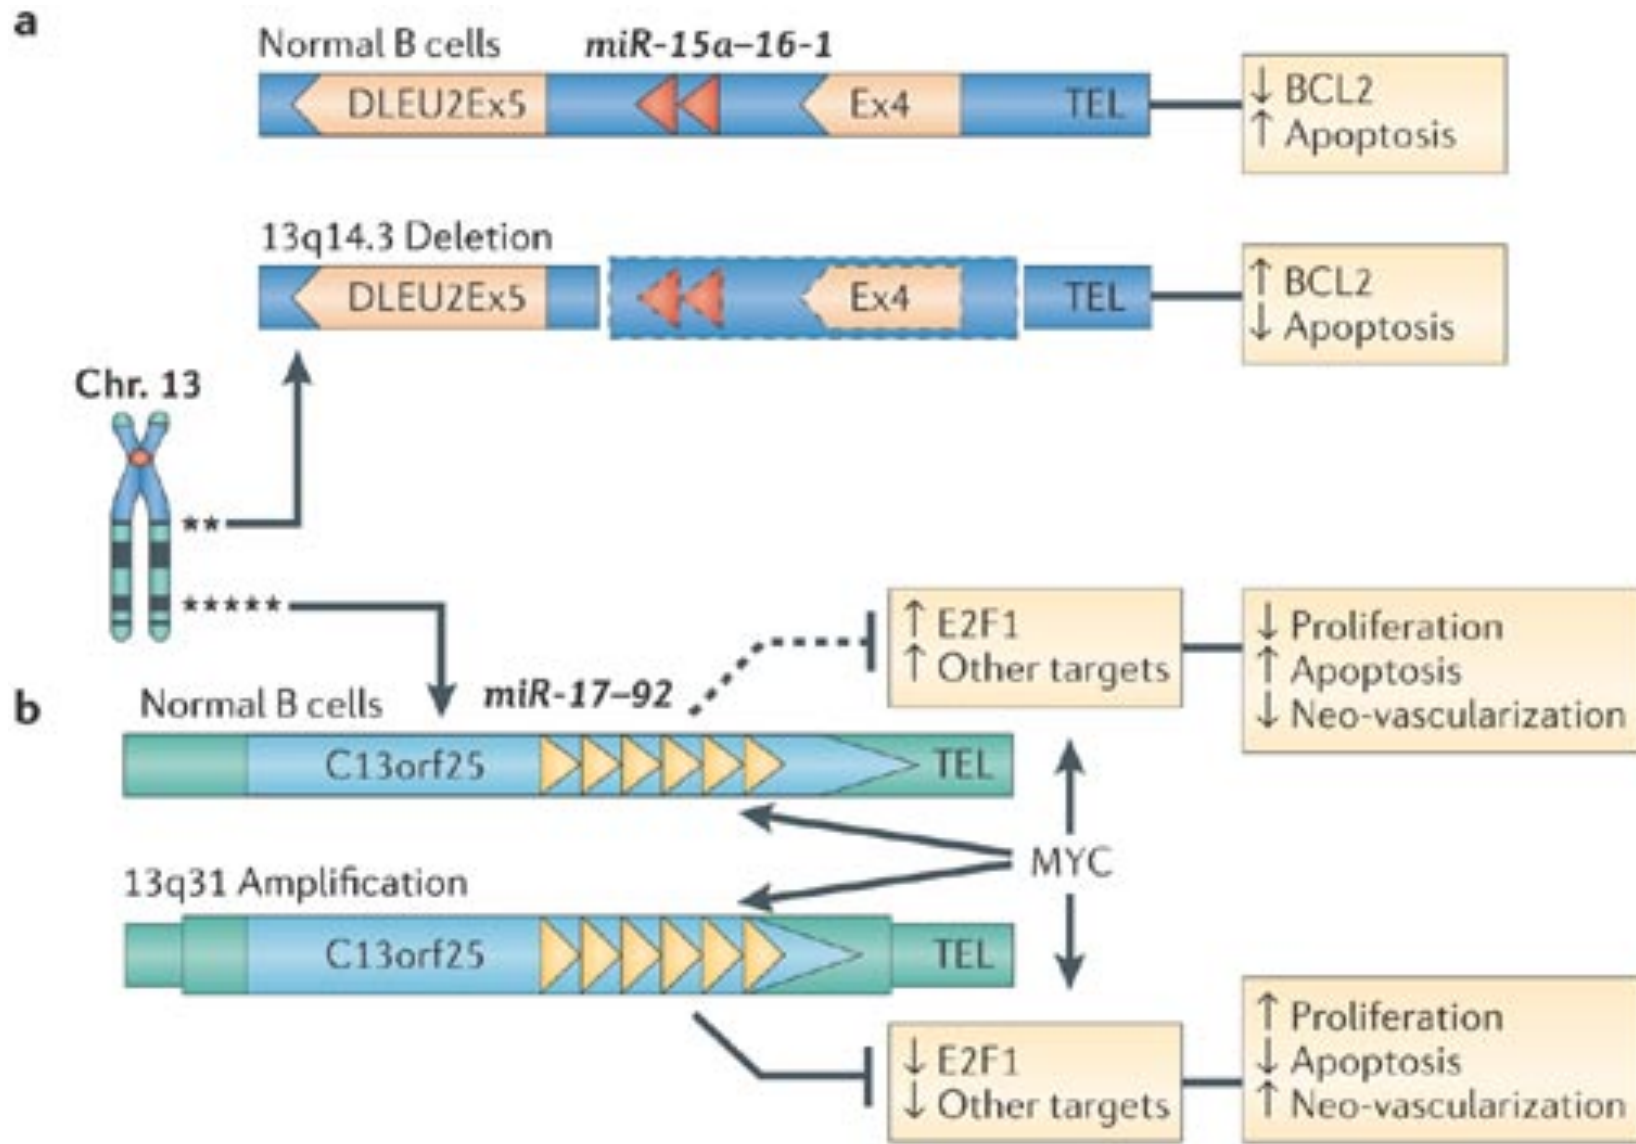 a
Normal B cells
miR-15a–16-1
DLEU2Ex5
Ex4
TEL
↓ BCL2
↑ Apoptosis
13q14.3 Deletion
DLEU2Ex5
Ex4
TEL
↑ BCL2
↓ Apoptosis
Chr. 13
**
*****
↑ E2F1
↑ Other targets
↓ Proliferation
↑ Apoptosis
↓ Neo-vascularization
b
Normal B cells
miR-17–92
C13orf25
TEL
MYC
13q31 Amplification
C13orf25
TEL
↓ E2F1
↓ Other targets
↑ Proliferation
↓ Apoptosis
↑ Neo-vascularization